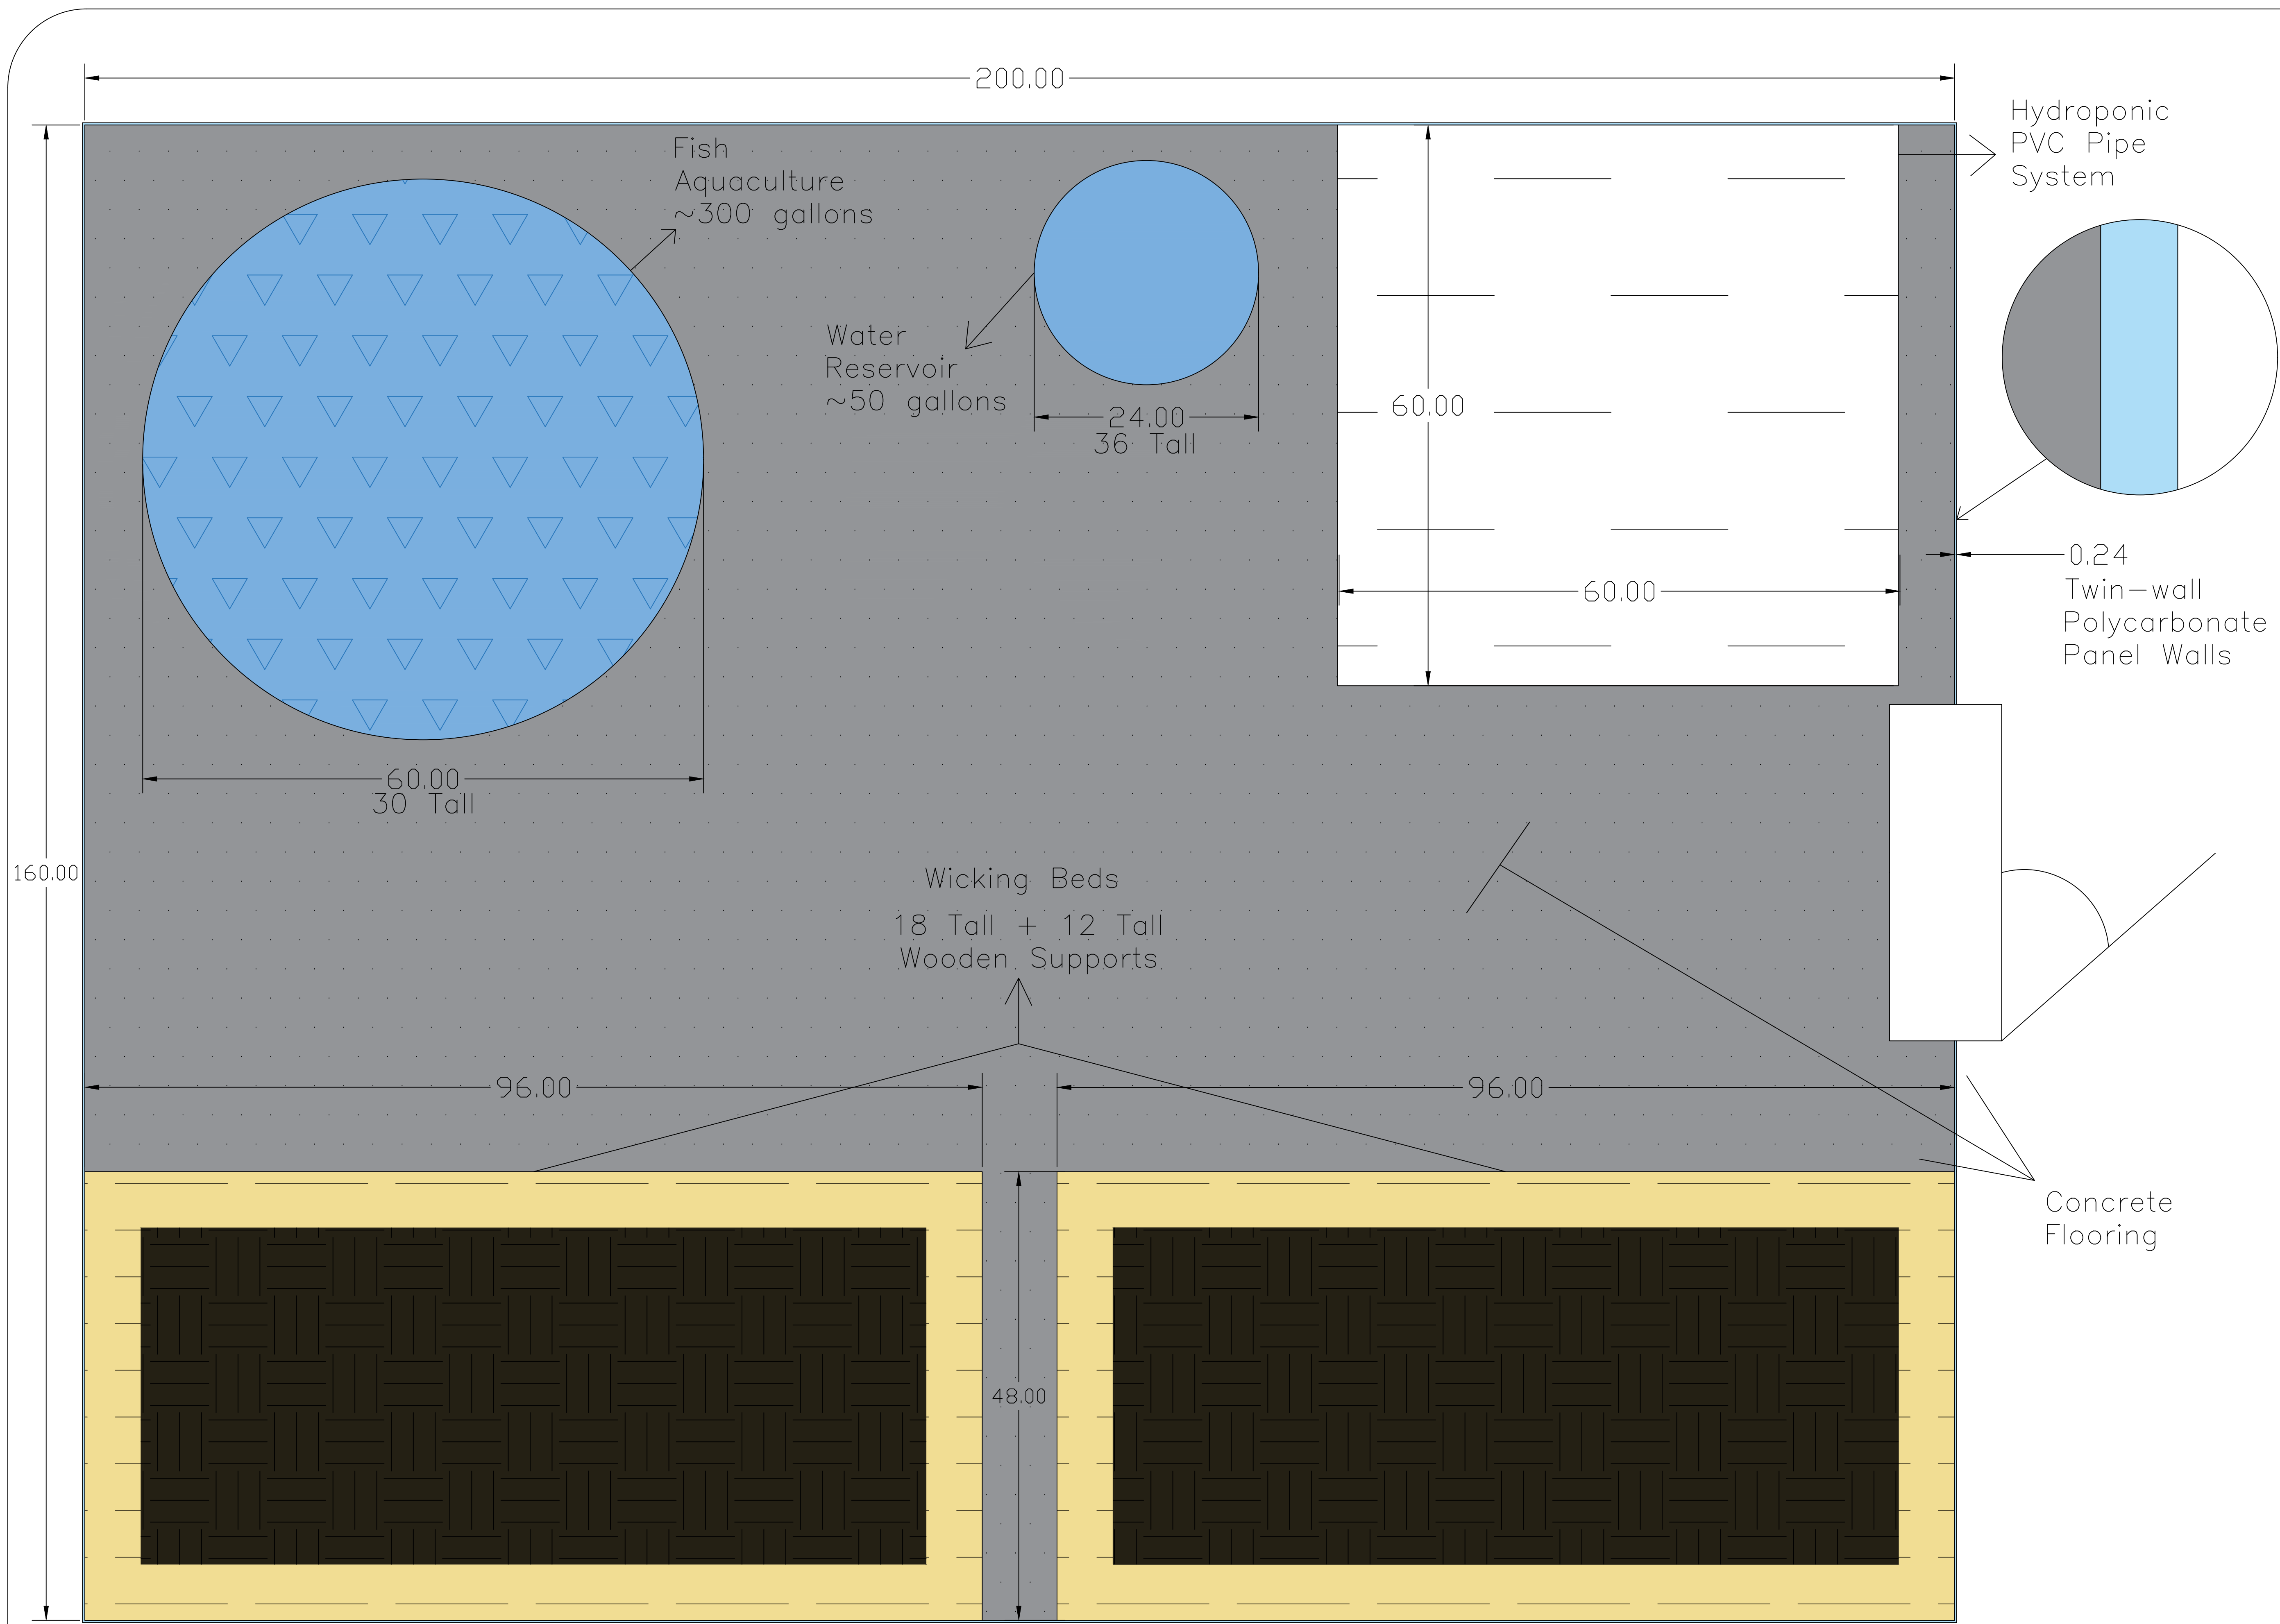 200.00
Hydroponic
PVC Pipe
System
Fish
Aquaculture
~300 gallons
Water
Reservoir
~50 gallons
24.00
36 Tall
60.00
60.00
0.24
Twin-wall
Polycarbonate
Panel Walls
60.00
30 Tall
160.00
Wicking Beds
18 Tall + 12 Tall
Wooden Supports
96.00
96.00
Concrete
Flooring
48.00